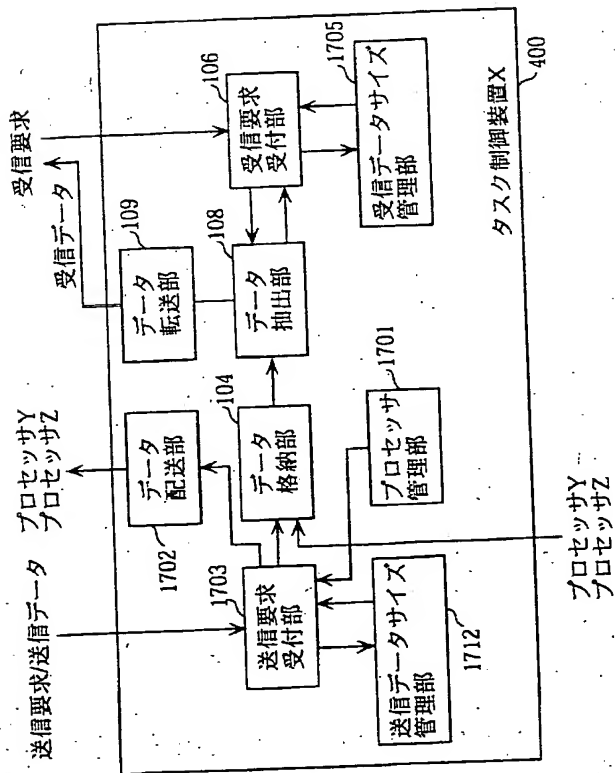 送信要求/送信データ
プロセッサY
プロセッサZ
受信データ
受信要求
1703
送信要求
受付部
1702
データ
配送部
104
データ
格納部
109
データ
転送部
108
データ
抽出部
106
受信要求
受付部
1712
送信データサイズ
管理部
1701
プロセッサ
管理部
1705
受信データサイズ
管理部
タスク制御装置X
400
プロセッサY
プロセッサZ